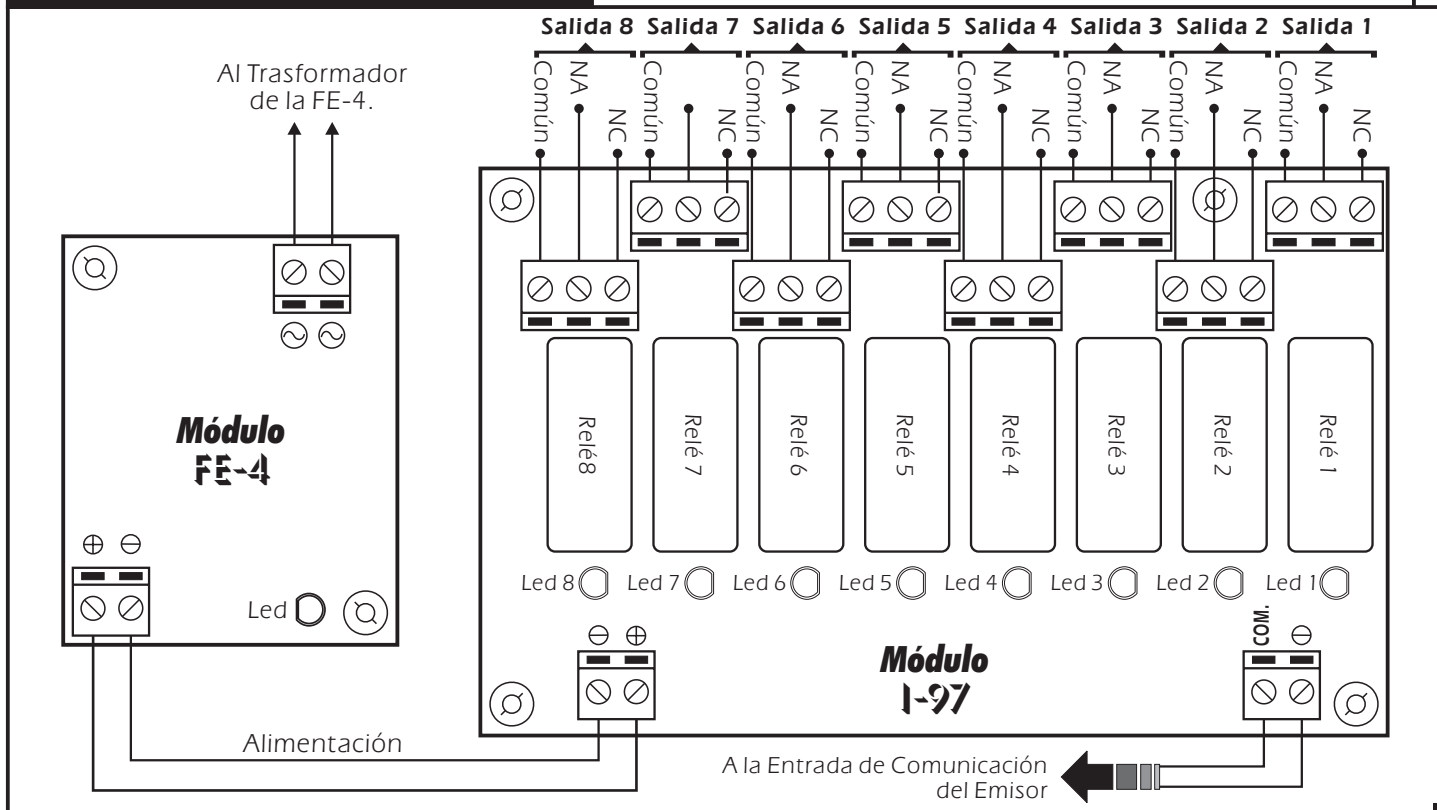 Salida 8 Salida 7 Salida 6 Salida 5 Salida 4 Salida 3 Salida 2 Salida 1
Común NA NC Común NC Común NA NC Común NA NC Común NA NC Común NA NC Común NA NC Común NA NC
Al Trasformador
de la FE-4.
Módulo
FE-4
Led
Relé8 Relé 7 Relé 6 Relé 5 Relé 4 Relé 3 Relé 2 Relé 1
Led 8 Led 7 Led 6 Led 5 Led 4 Led 3 Led 2 Led 1
COM.
Módulo
I-97
Alimentación
A la Entrada de Comunicación
del Emisor